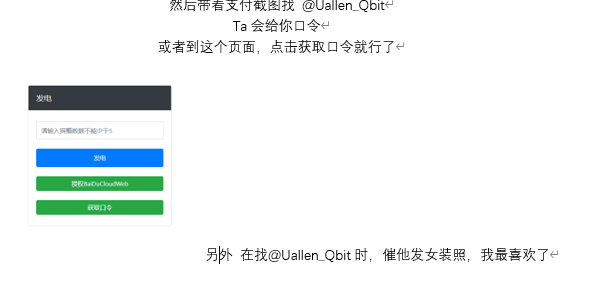 然后带着支付截图找 @Uallen_Qbit
Ta 会给你口令
或者到这个页面，点击获取口令就行了
发电
请输入捐赠数额不能少于5
发电
授权BaiDuCloudWeb
获取口令
另外 在找@Uallen_Qbit 时，催他发女装照，我最喜欢了